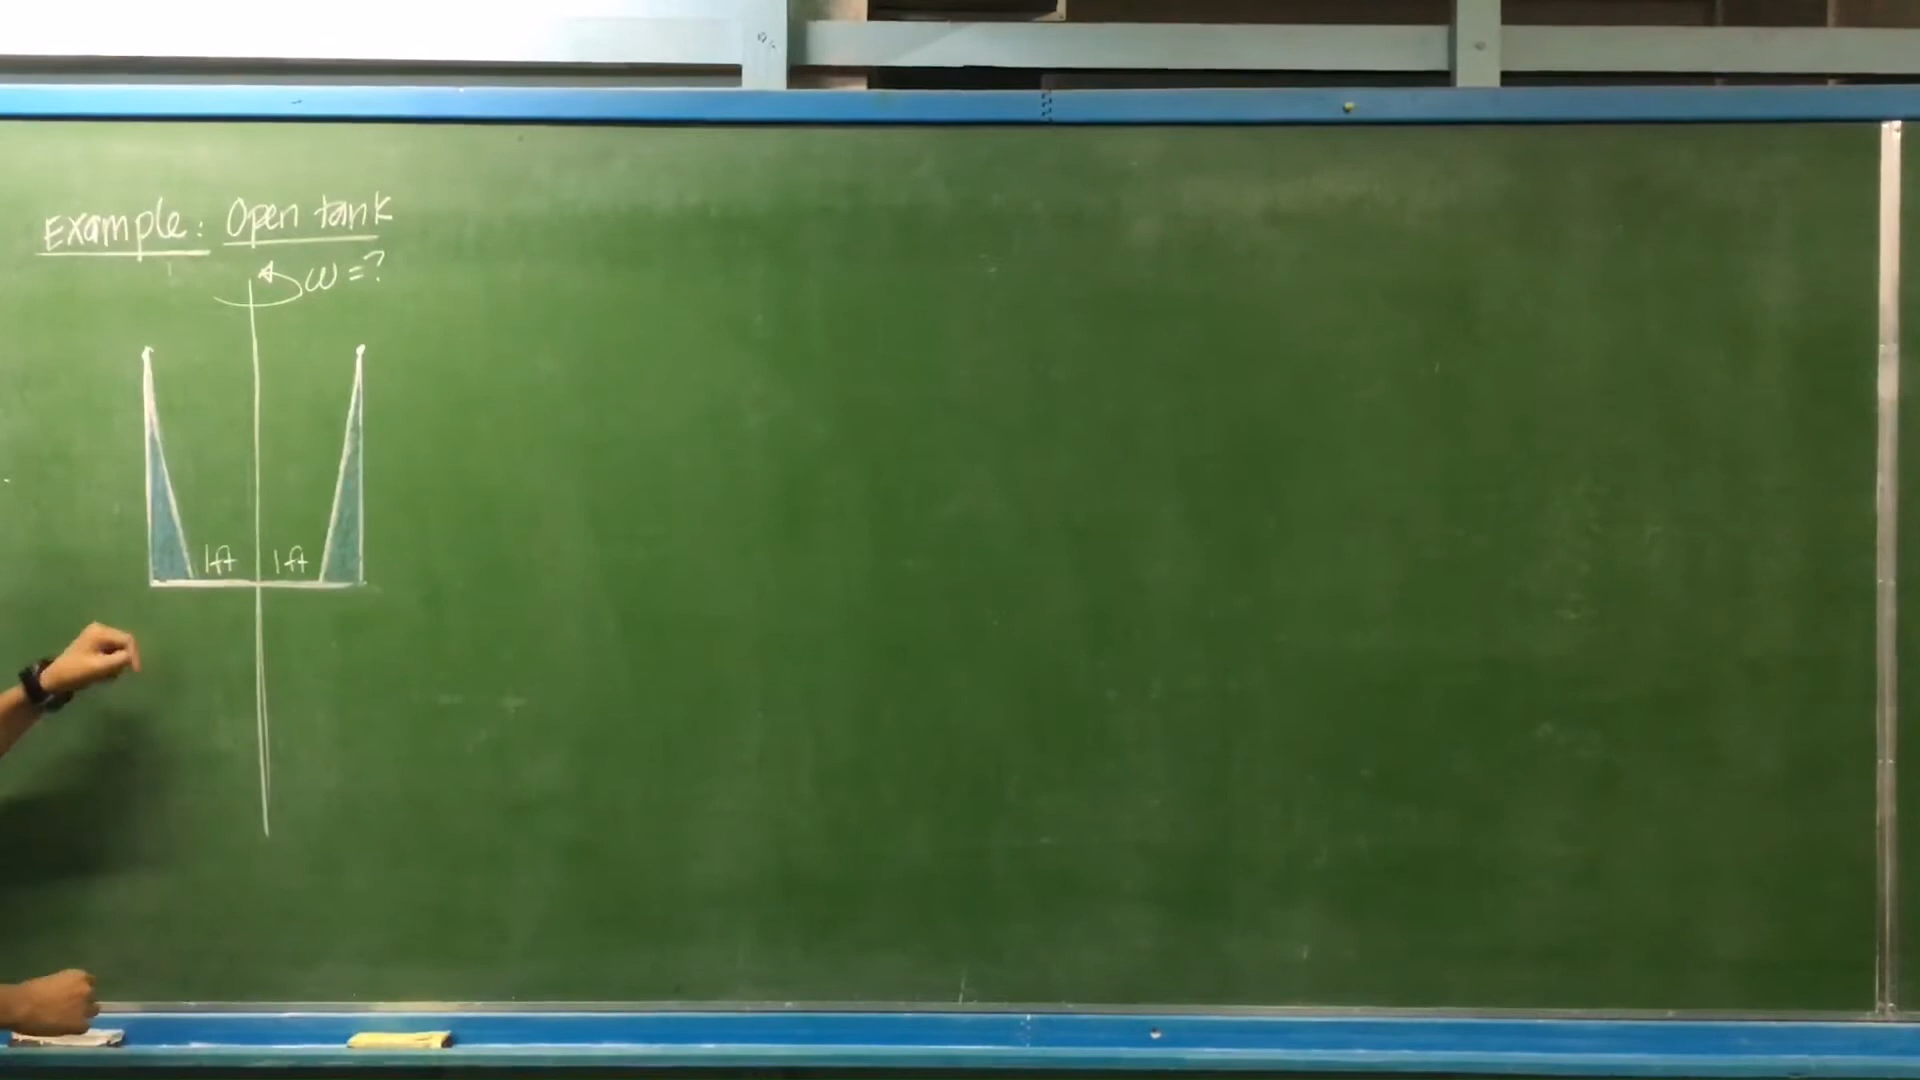 Example: Open tank
ω = ?
1ft 1ft